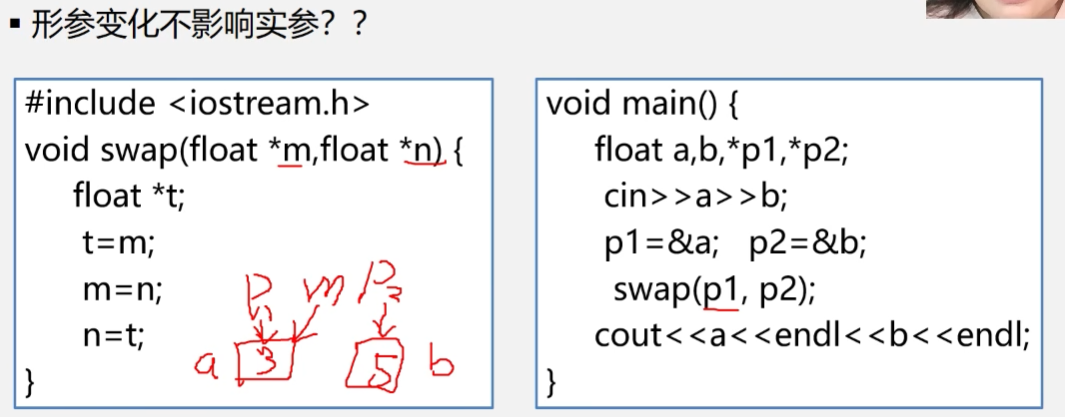 ▪ 形参变化不影响实参？？
#include <iostream.h>
void swap(float *m,float *n) {
float *t;
t=m;
m=n;
n=t;
}
p1 m p2
a 3 5 b
void main() {
float a,b,*p1,*p2;
cin>>a>>b;
p1=&a; p2=&b;
swap(p1, p2);
cout<<a<<endl<<b<<endl;
}